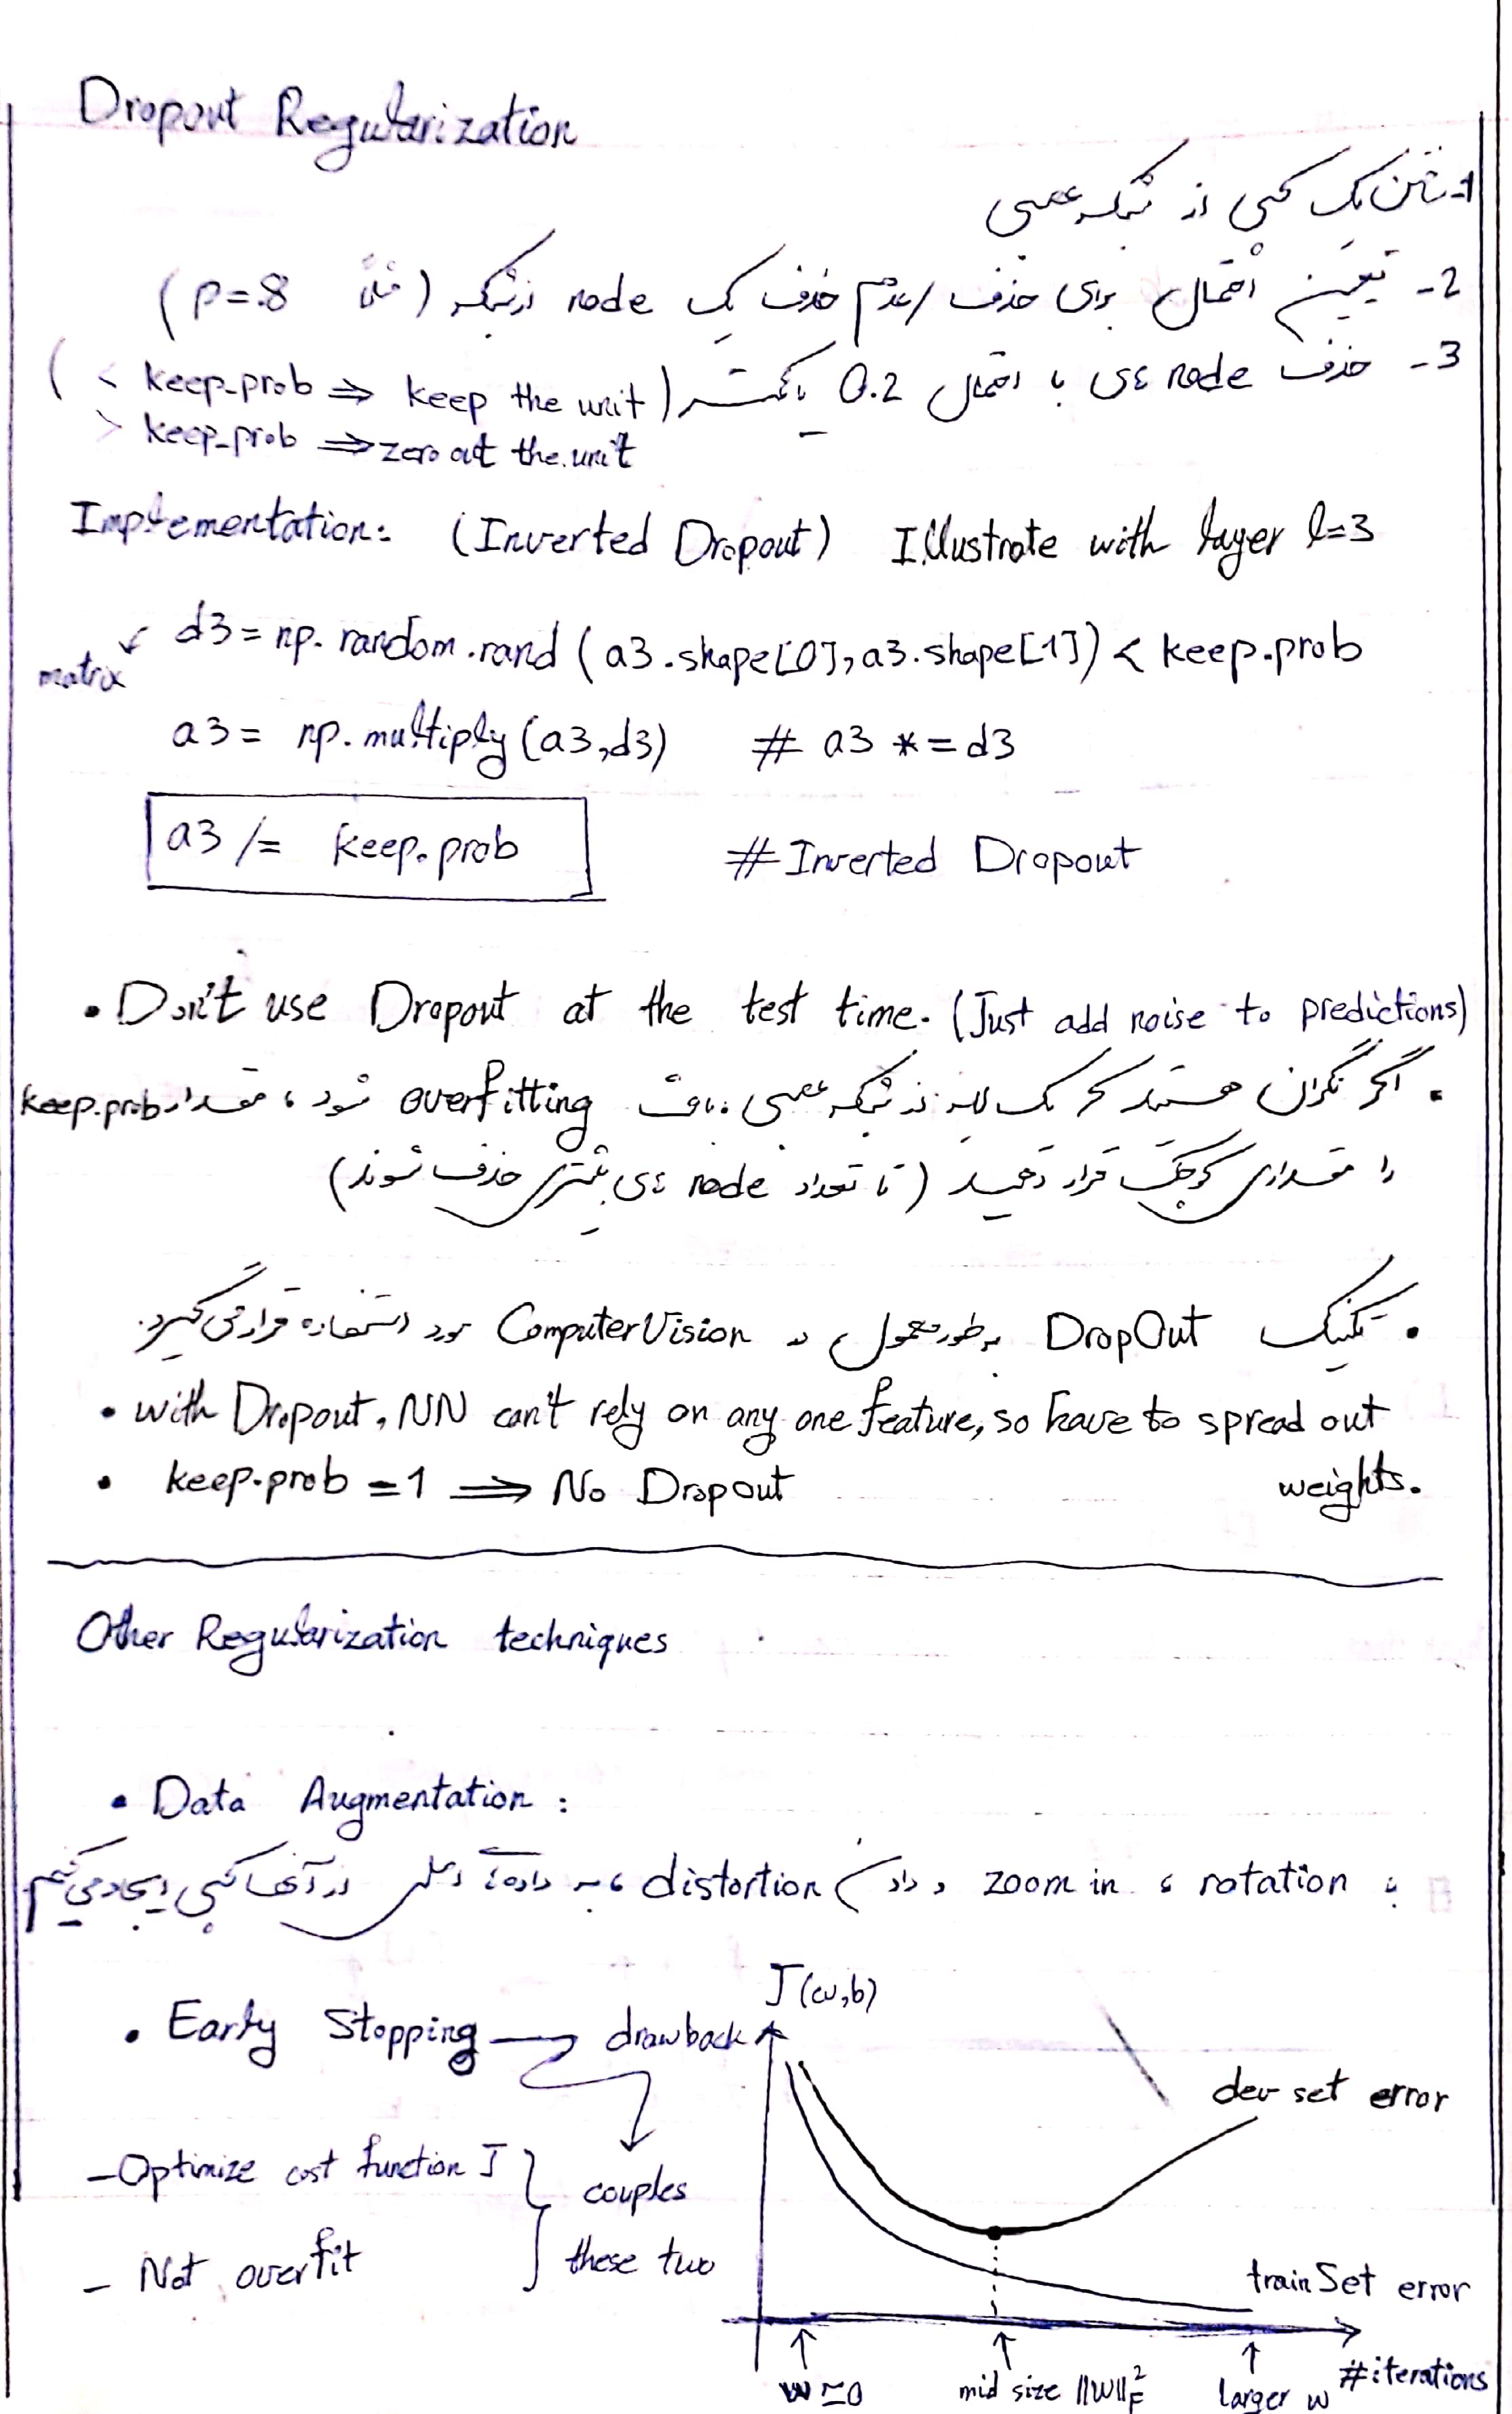 Dropout Regularization
1- داشتن یک کپی از شبکه عصبی
2- تعیین احتمال برای حذف / عدم حذف یک node از شبکه (مثلاً p=.8)
3- حذف node های با احتمال 0.2 یا کمتر (< keep-prob ⇒ keep the unit)
> keep-prob ⇒ zero out the unit
Implementation: (Inverted Dropout) Illustrate with layer l=3
matrix ↙ d3 = np.random.rand(a3.shape[0], a3.shape[1]) < keep.prob
a3 = np.multiply(a3,d3) # a3 *= d3
a3 /= keep.prob # Inverted Dropout
• Don't use Dropout at the test time. (Just add noise to predictions)
• اگر نگران هستید که یک لایه از شبکه عصبی باعث overfitting شود، مقدار keep.prob
را مقداری کوچک قرار دهید (تا تعداد node های بیشتری حذف شوند)
• تکنیک DropOut به طور معمول در Computer Vision مورد استفاده قرار می گیرد.
• with Dropout, NN can't rely on any one feature, so have to spread out
weights.
• keep.prob = 1 ⇒ No Dropout
Other Regularization techniques
• Data Augmentation :
با rotation ، zoom in و دادن distortion ، به داده های اصلی از آنها کپی ایجاد می کنیم
• Early Stopping → drawback
- Optimize cost function J
- Not overfit
couples
these two
J(w,b)
dev set error
train Set error
w≃0
mid size ||W||²F
larger w
#iterations